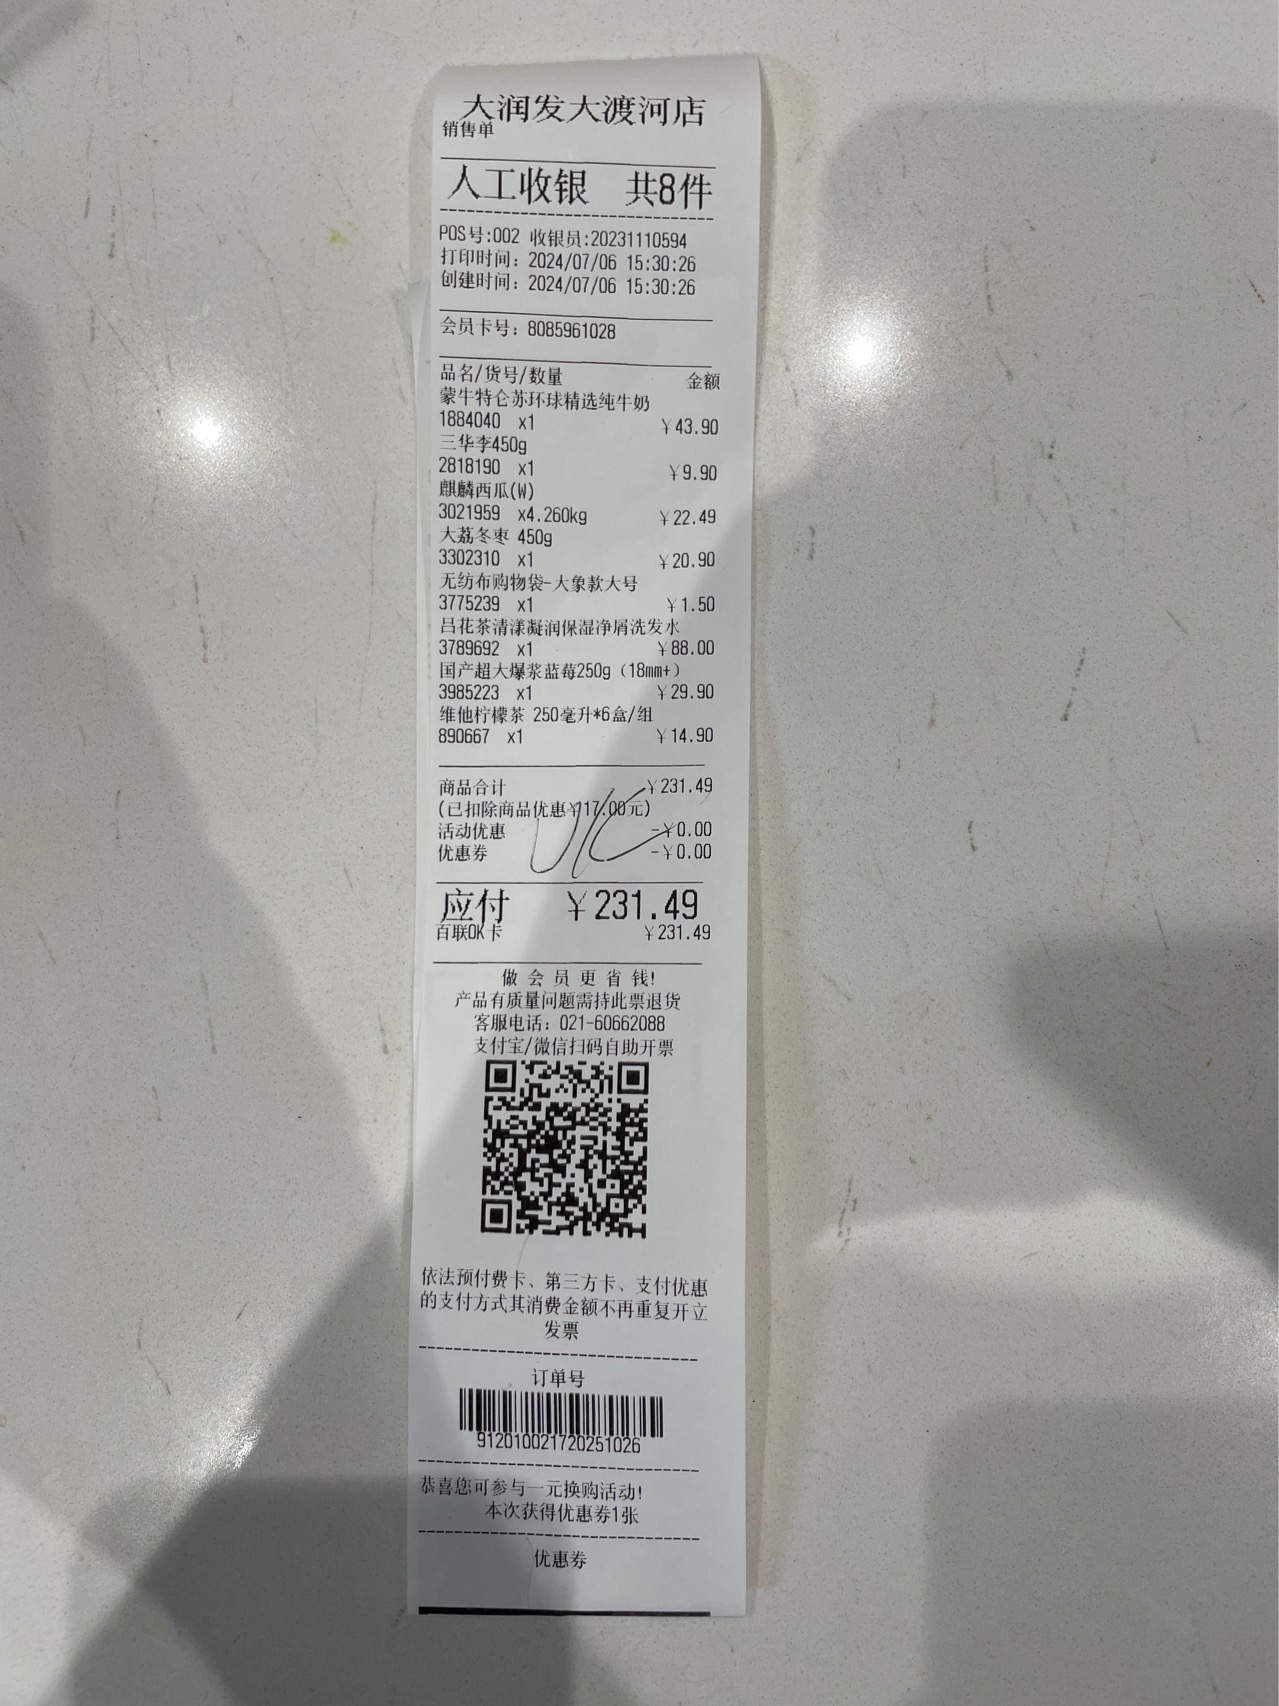 大润发大渡河店
销售单
人工收银 共8件
POS号:002 收银员:20231110594
打印时间: 2024/07/06 15:30:26
创建时间: 2024/07/06 15:30:26
会员卡号: 8085961028
品名/货号/数量 金额
蒙牛特仑苏环球精选纯牛奶
1884040 x1 ¥43.90
三华李450g
2818190 x1 ¥9.90
麒麟西瓜(W)
3021959 x4.260kg ¥22.49
大荔冬枣 450g
3302310 x1 ¥20.90
无纺布购物袋-大象款大号
3775239 x1 ¥1.50
吕花茶清漾凝润保湿净屑洗发水
3789692 x1 ¥88.00
国产超大爆浆蓝莓250g（18mm+）
3985223 x1 ¥29.90
维他柠檬茶 250毫升*6盒/组
890667 x1 ¥14.90
商品合计 ¥231.49
(已扣除商品优惠¥117.00元)
活动优惠 -¥0.00
优惠券 -¥0.00
应付 ¥231.49
百联OK卡 ¥231.49
做会员更省钱!
产品有质量问题需持此票退货
客服电话: 021-60662088
支付宝/微信扫码自助开票
依法预付费卡、第三方卡、支付优惠
的支付方式其消费金额不再重复开立
发票
订单号
912010021720251026
恭喜您可参与一元换购活动!
本次获得优惠券1张
优惠券